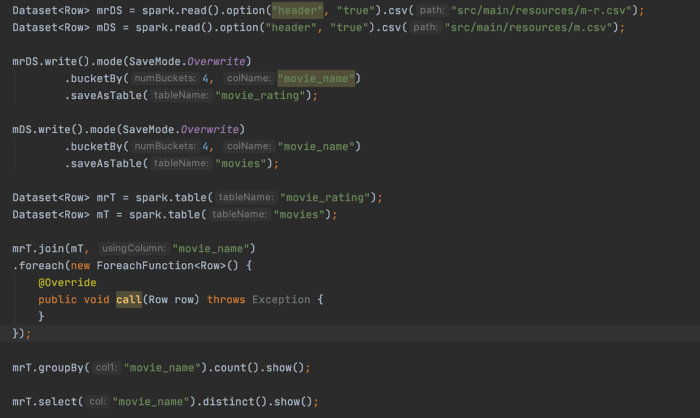 Dataset<Row> mrDS = spark.read().option("header", "true").csv( path: "src/main/resources/m-r.csv");
Dataset<Row> mDS = spark.read().option("header", "true").csv( path: "src/main/resources/m.csv");
mrDS.write().mode(SaveMode.Overwrite)
.bucketBy( numBuckets: 4, colName: "movie_name")
.saveAsTable( tableName: "movie_rating");
mDS.write().mode(SaveMode.Overwrite)
.bucketBy( numBuckets: 4, colName: "movie_name")
.saveAsTable( tableName: "movies");
Dataset<Row> mrT = spark.table( tableName: "movie_rating");
Dataset<Row> mT = spark.table( tableName: "movies");
mrT.join(mT, usingColumn: "movie_name")
.foreach(new ForeachFunction<Row>() {
@Override
public void call(Row row) throws Exception {
}
});
mrT.groupBy( col1: "movie_name").count().show();
mrT.select( col: "movie_name").distinct().show();